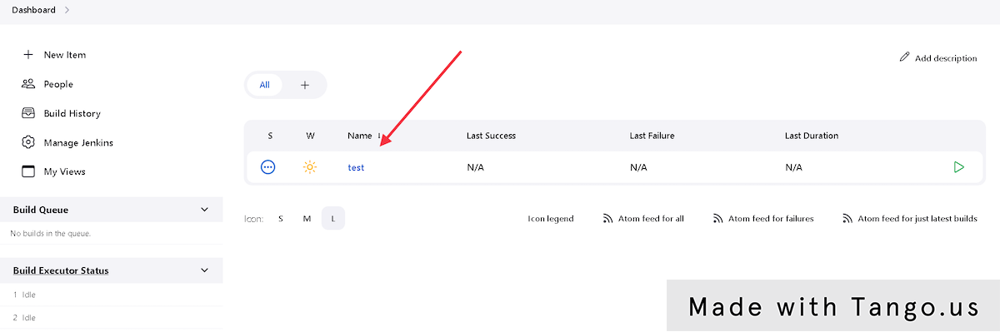 Dashboard
New Item
People
Build History
Manage Jenkins
My Views
Build Queue
No builds in the queue.
Build Executor Status
1 Idle
2 Idle
Add description
All +
S W Name ↓ Last Success Last Failure Last Duration
test N/A N/A N/A
Icon: S M L
Icon legend Atom feed for all Atom feed for failures Atom feed for just latest builds
Made with Tango.us